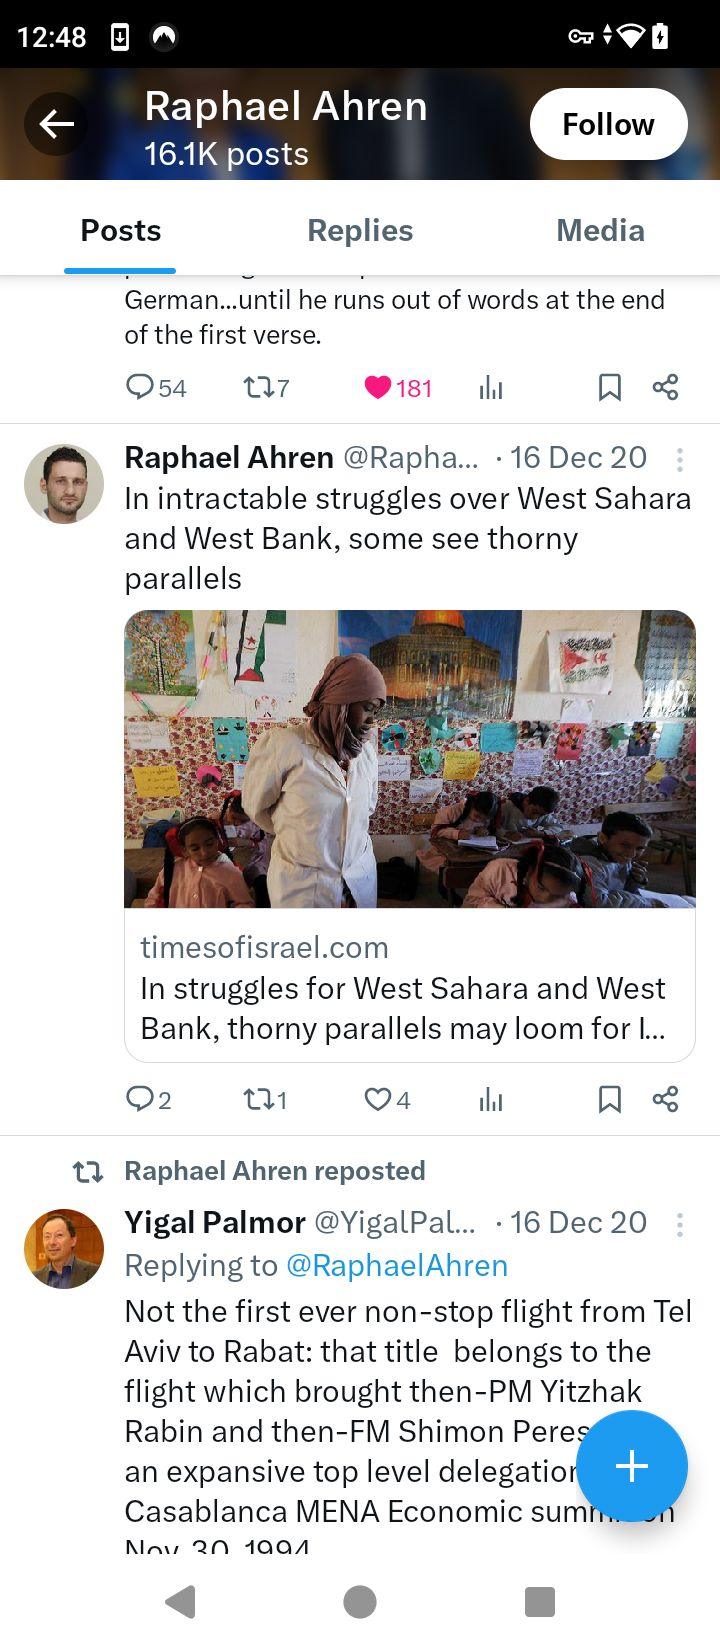 12:48
Raphael Ahren
16.1K posts
Follow
Posts
Replies
Media
German...until he runs out of words at the end
of the first verse.
54
7
181
Raphael Ahren @Rapha... · 16 Dec 20
In intractable struggles over West Sahara
and West Bank, some see thorny
parallels
timesofisrael.com
In struggles for West Sahara and West
Bank, thorny parallels may loom for I...
2
1
4
Raphael Ahren reposted
Yigal Palmor @YigalPal... · 16 Dec 20
Replying to @RaphaelAhren
Not the first ever non-stop flight from Tel
Aviv to Rabat: that title  belongs to the
flight which brought then-PM Yitzhak
Rabin and then-FM Shimon Peres
an expansive top level delegation
Casablanca MENA Economic summit on
Nov. 30, 1994